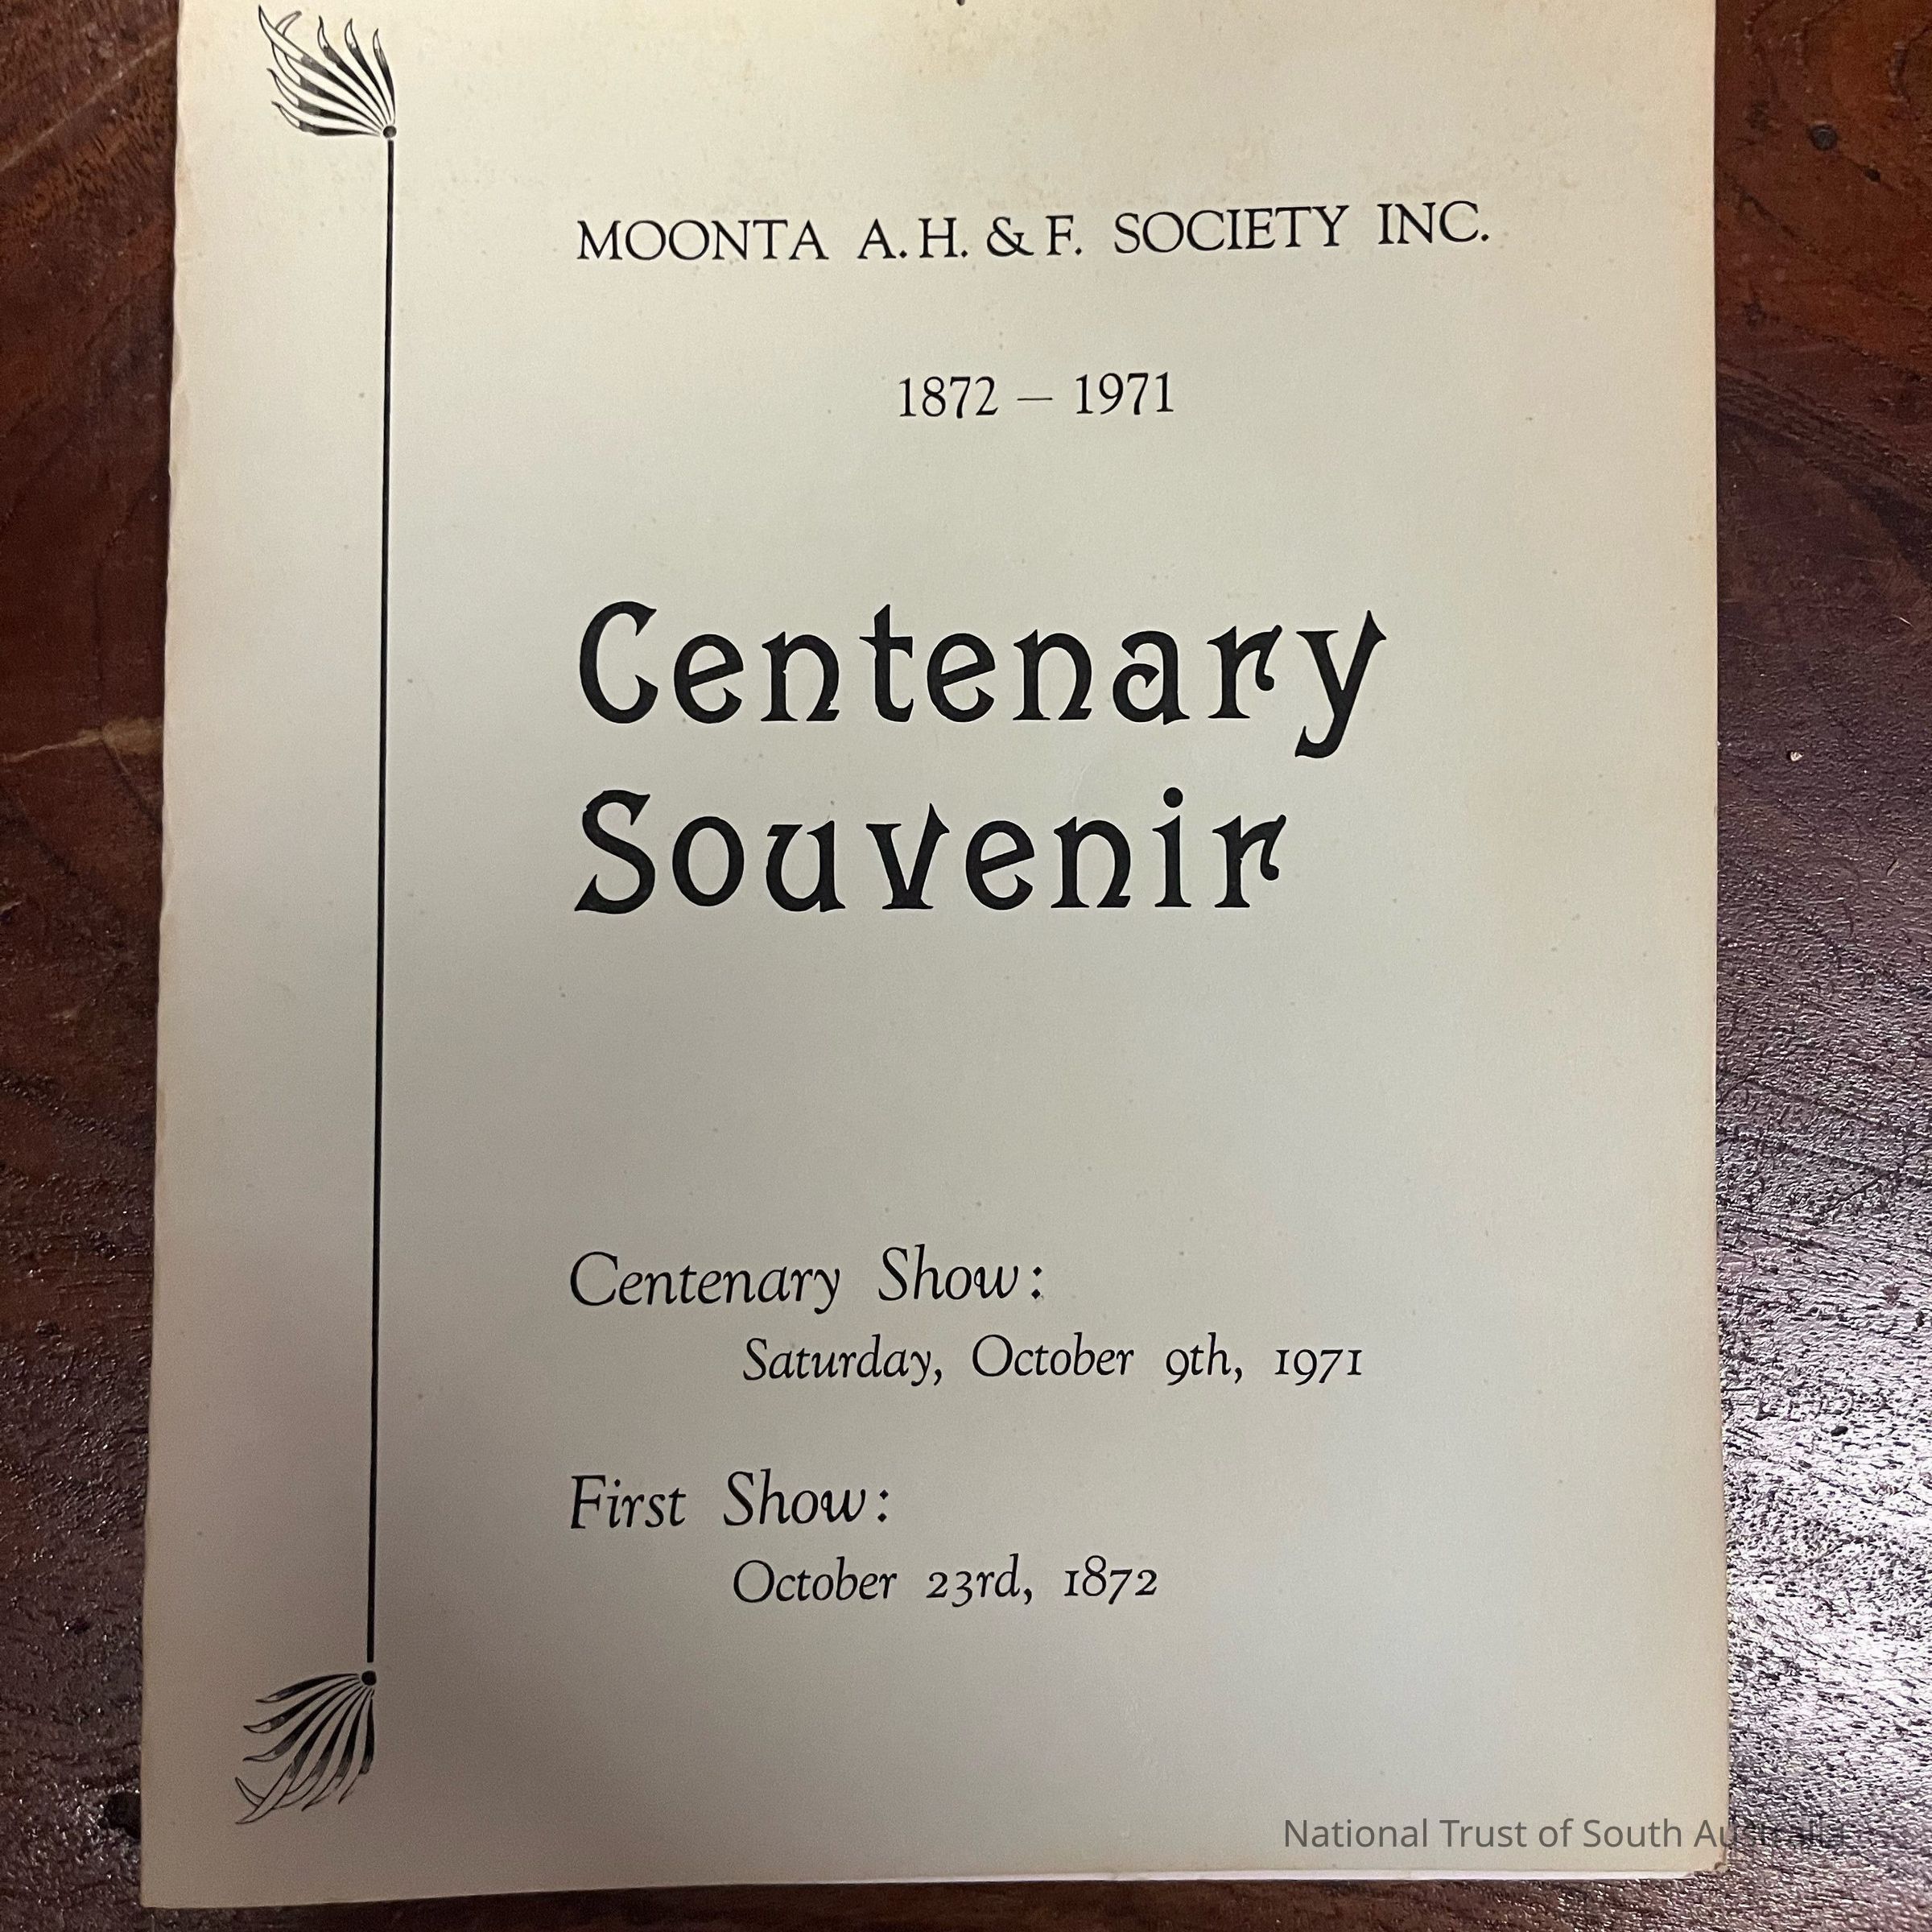 MOONTA A.H. & F. SOCIETY INC.
1872 – 1971
Centenary
Souvenir
Centenary Show:
Saturday, October 9th, 1971
First Show:
October 23rd, 1872
National Trust of South Australia